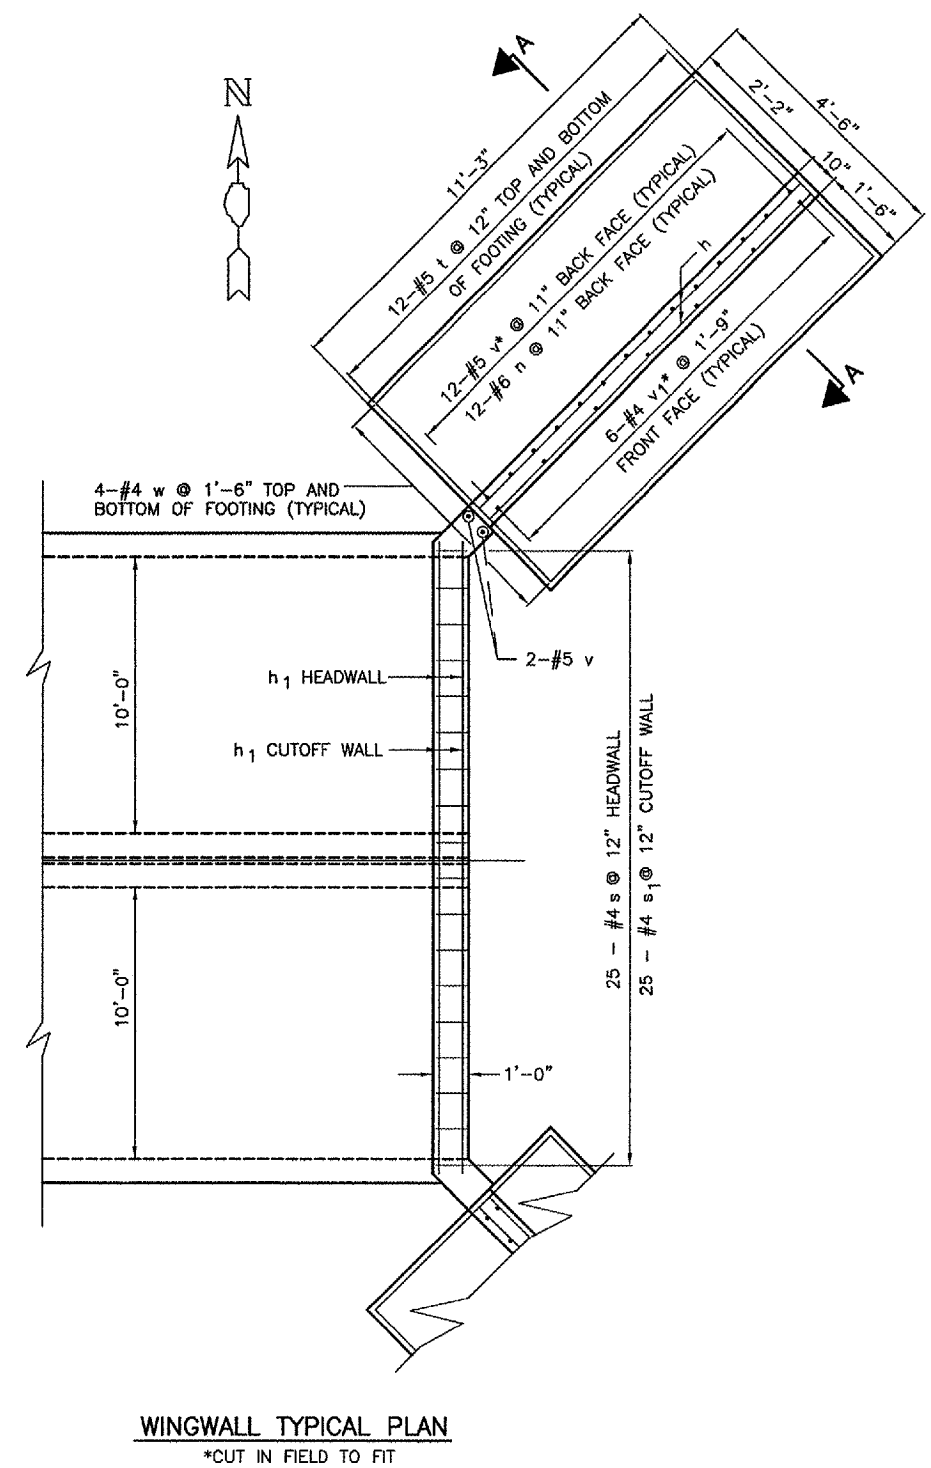 N
A
11'-3"
12-#5 t @ 12" TOP AND BOTTOM
OF FOOTING (TYPICAL)
2'-2"
4'-6"
10"
1'-6"
12-#5 v* @ 11" BACK FACE (TYPICAL)
12-#6 n @ 11" BACK FACE (TYPICAL)
h
6-#4 v1* @ 1'-9"
FRONT FACE (TYPICAL)
A
4-#4 w @ 1'-6" TOP AND
BOTTOM OF FOOTING (TYPICAL)
2-#5 v
10'-0"
h1 HEADWALL
h1 CUTOFF WALL
25 - #4 s @ 12" HEADWALL
25 - #4 s1@ 12" CUTOFF WALL
10'-0"
1'-0"
WINGWALL TYPICAL PLAN
*CUT IN FIELD TO FIT